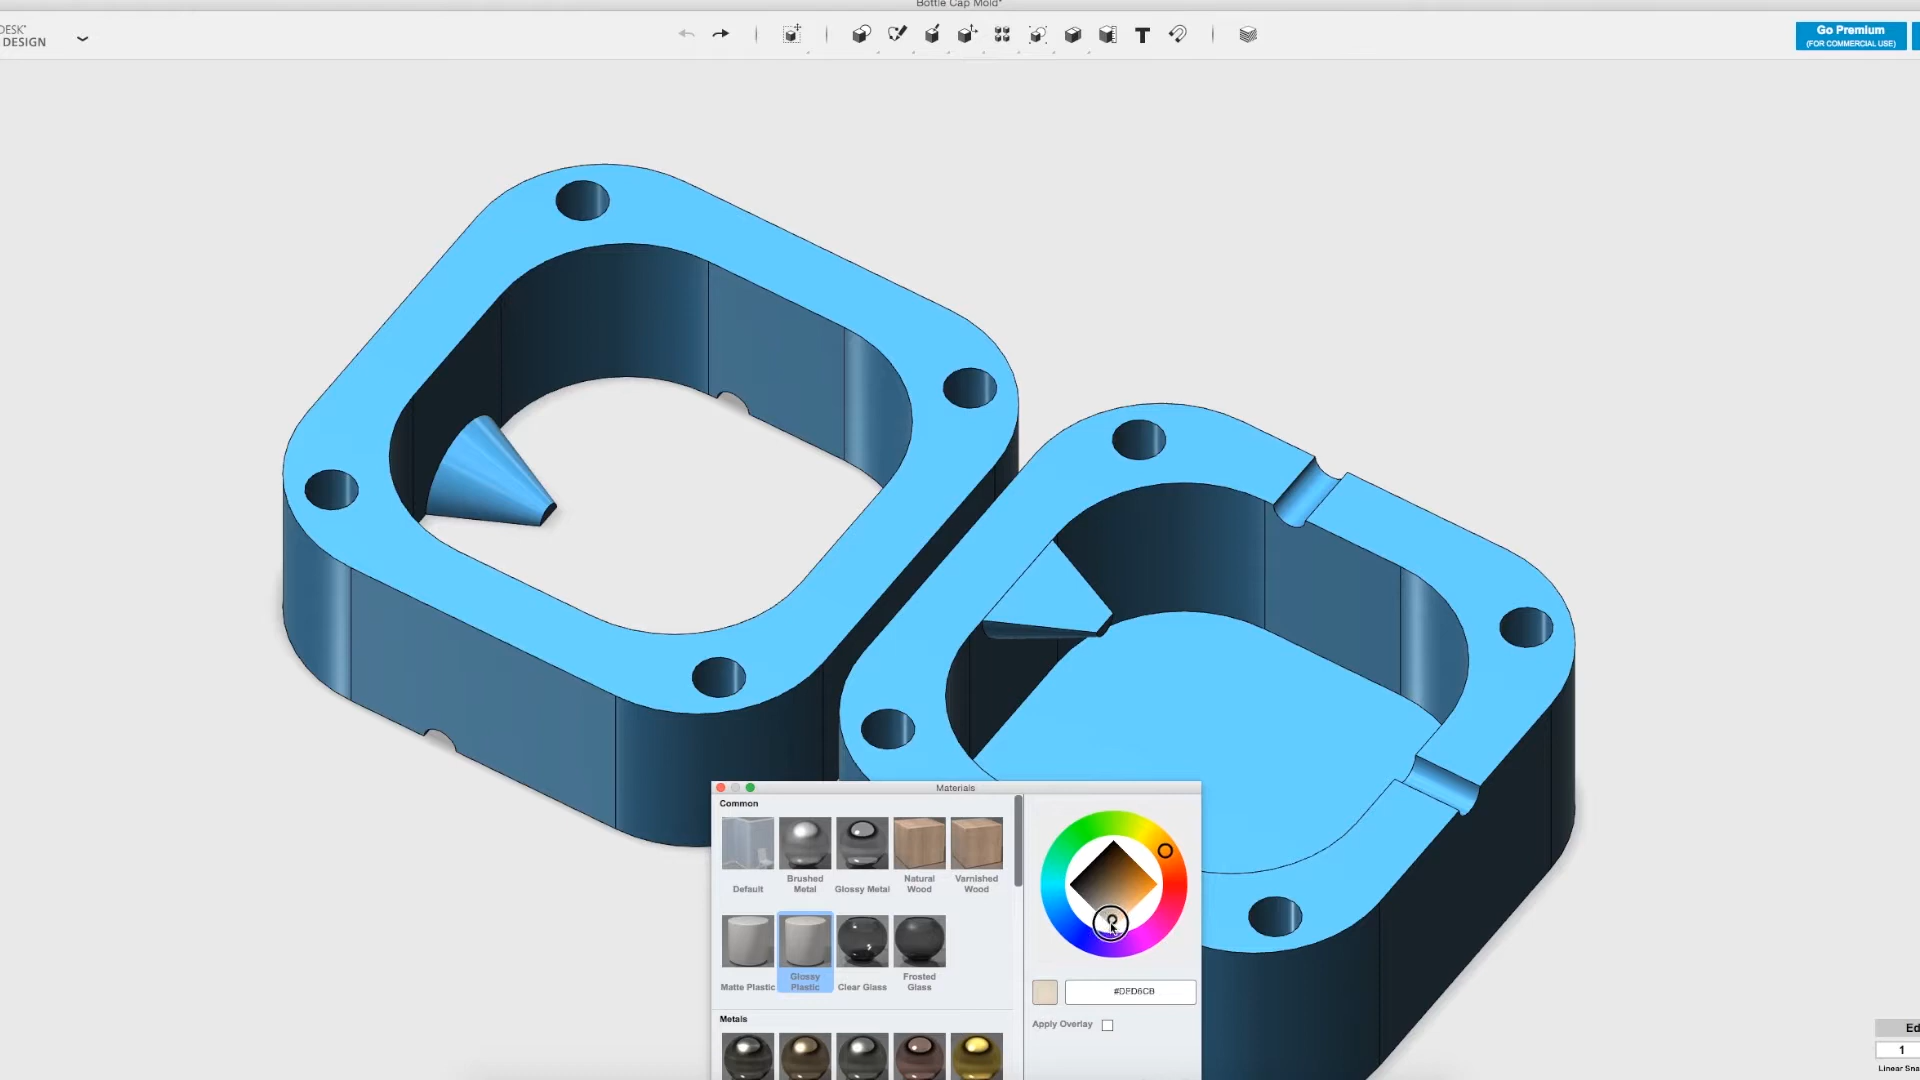 Bottle Cap Mold*
DESK'
DESIGN
T
Go Premium
(FOR COMMERCIAL USE)
Materials
Common
Default
Brushed Metal
Glossy Metal
Natural Wood
Varnished Wood
Matte Plastic
Glossy Plastic
Clear Glass
Frosted Glass
#DED6CB
Apply Overlay
Metals
Ed
1
Linear Sna